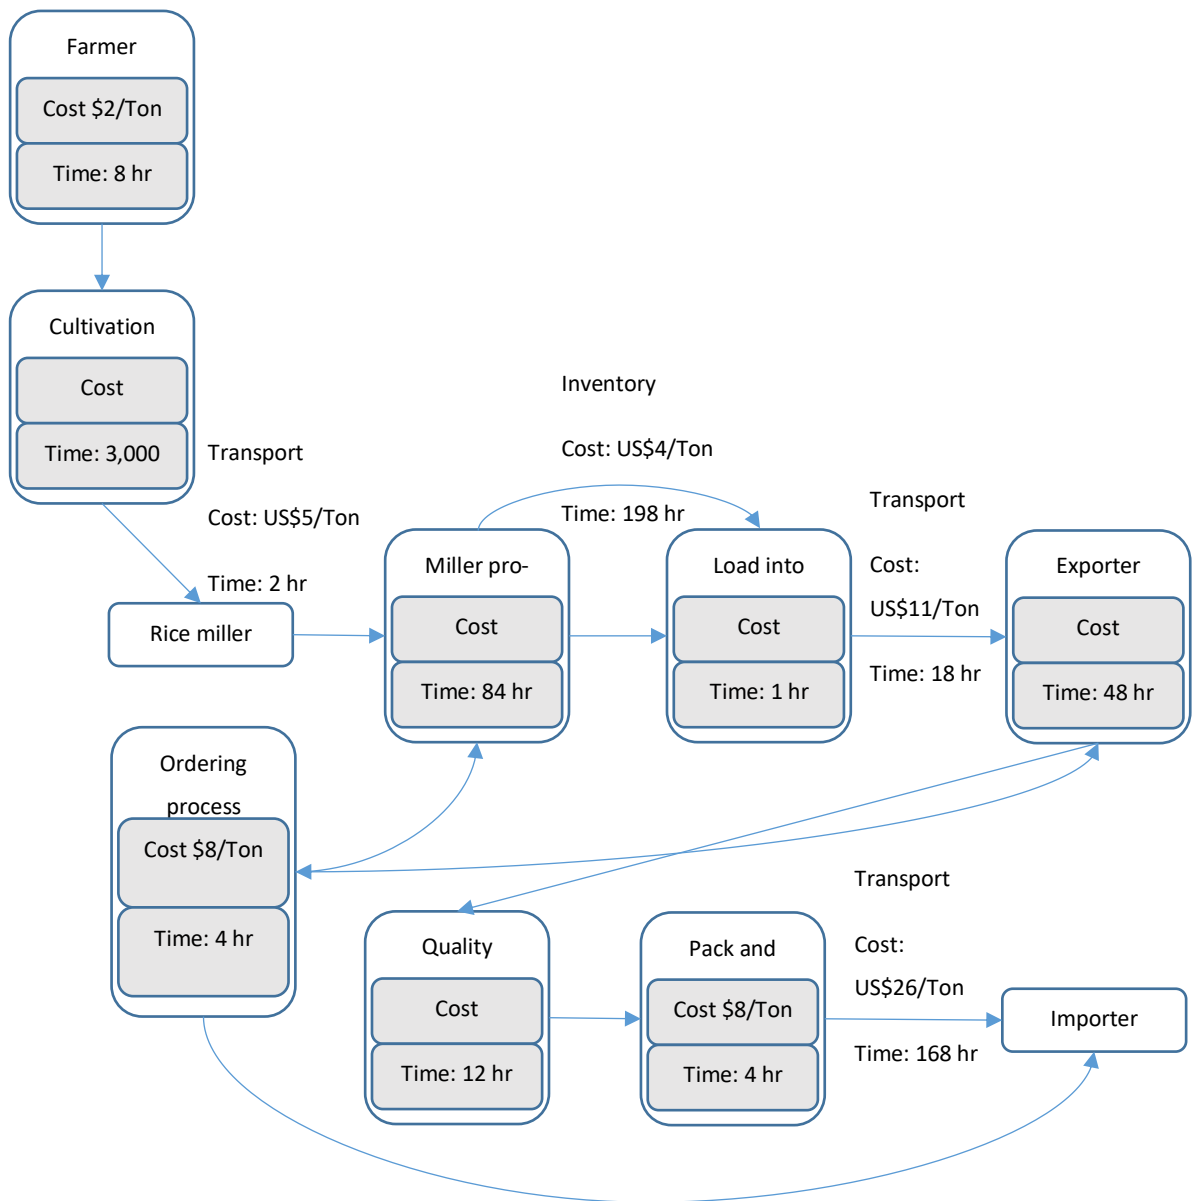 Farmer
Cost $2/Ton
Time: 8 hr
Cultivation
Cost
Time: 3,000
Transport
Cost: US$5/Ton
Time: 2 hr
Rice miller
Inventory
Cost: US$4/Ton
Time: 198 hr
Miller pro-
Cost
Time: 84 hr
Load into
Cost
Time: 1 hr
Transport
Cost:
US$11/Ton
Time: 18 hr
Exporter
Cost
Time: 48 hr
Ordering
process
Cost $8/Ton
Time: 4 hr
Quality
Cost
Time: 12 hr
Pack and
Cost $8/Ton
Time: 4 hr
Transport
Cost:
US$26/Ton
Time: 168 hr
Importer